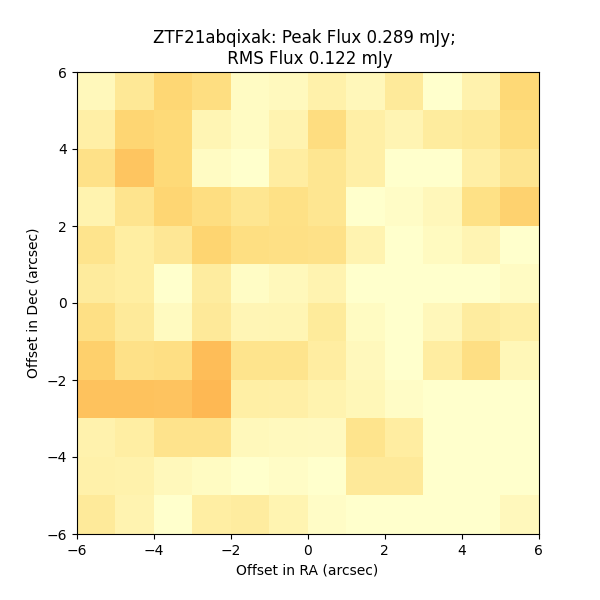 ZTF21abqixak: Peak Flux 0.289 mJy;
RMS Flux 0.122 mJy
6
4
2
0
−2
−4
−6
Offset in Dec (arcsec)
−6 −4 −2 0 2 4 6
Offset in RA (arcsec)